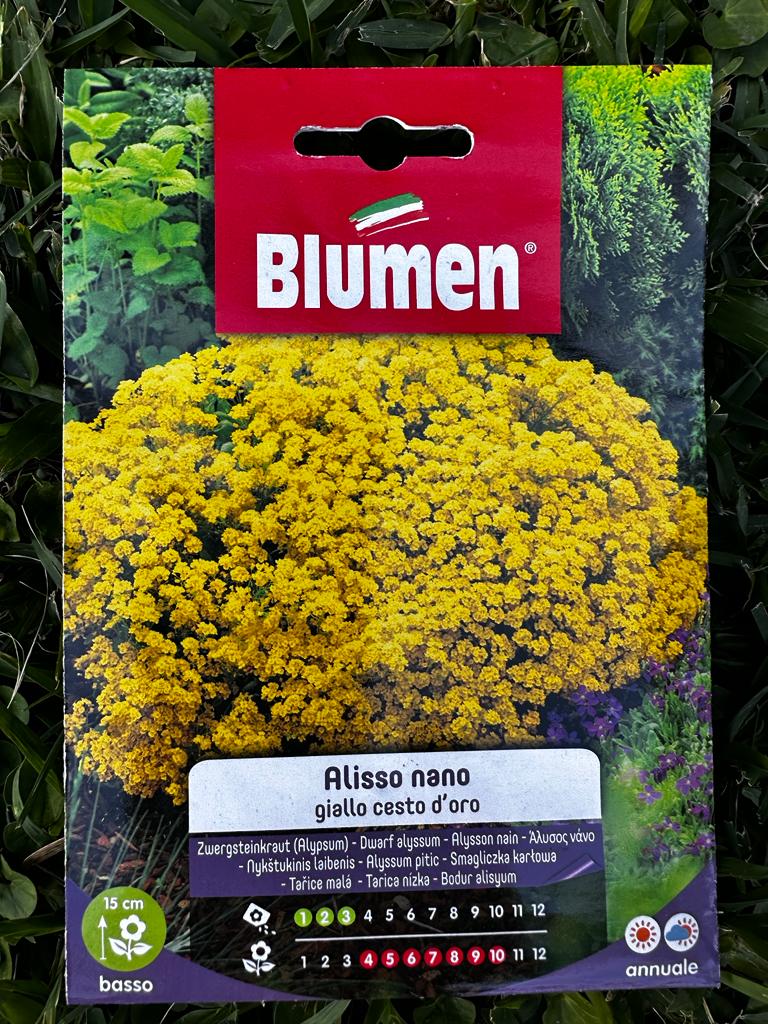 Blumen®
Alisso nano
giallo cesto d'oro
Zwergsteinkraut (Alypsum) - Dwarf alyssum - Alysson nain - Άλυσος νάνο
- Nykštukinis laibenis - Alyssum pitic - Smagliczka karłowa
- Tařice malá - Tarica nízka - Bodur alisyum
15 cm
1 2 3 4 5 6 7 8 9 10 11 12
1 2 3 4 5 6 7 8 9 10 11 12
basso
annuale